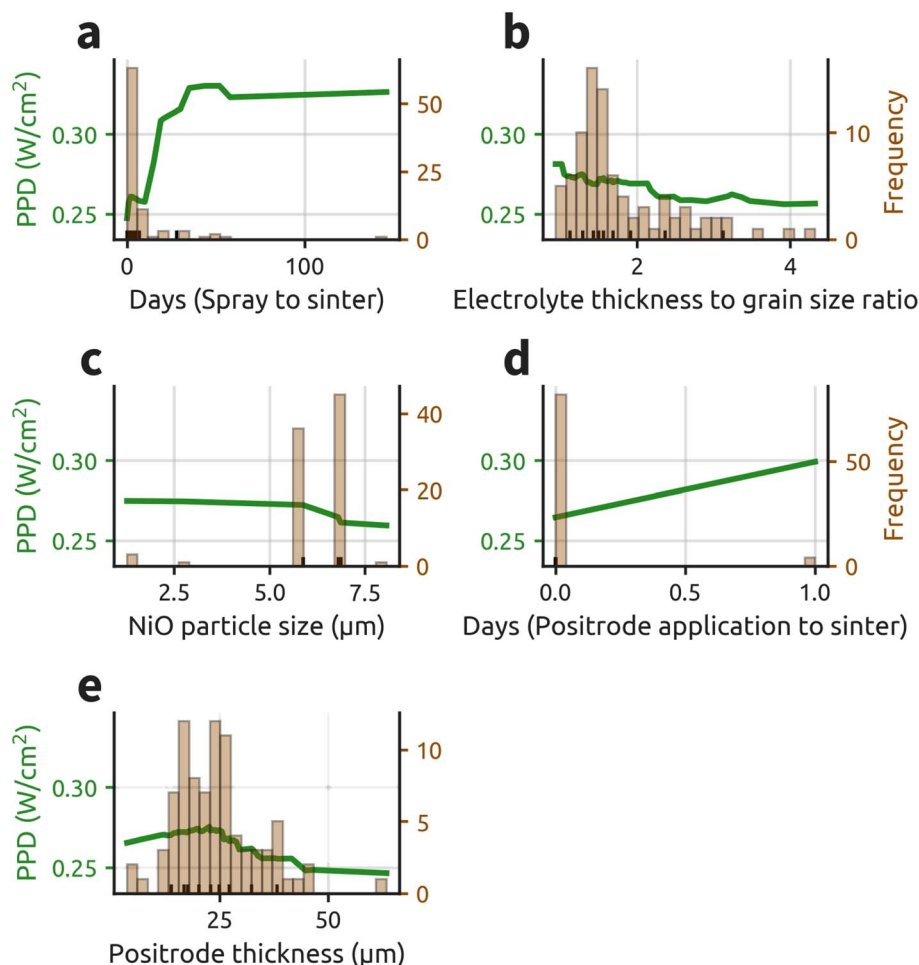 a
PPD (W/cm²)
0.30
0.25
50
25
0
0
100
Days (Spray to sinter)
b
0.30
0.25
10
0
Frequency
2
4
Electrolyte thickness to grain size ratio
c
PPD (W/cm²)
0.30
0.25
40
20
0
2.5
5.0
7.5
NiO particle size (µm)
d
0.30
0.25
50
0
Frequency
0.0
0.5
1.0
Days (Positrode application to sinter)
e
PPD (W/cm²)
0.30
0.25
10
5
0
25
50
Positrode thickness (µm)